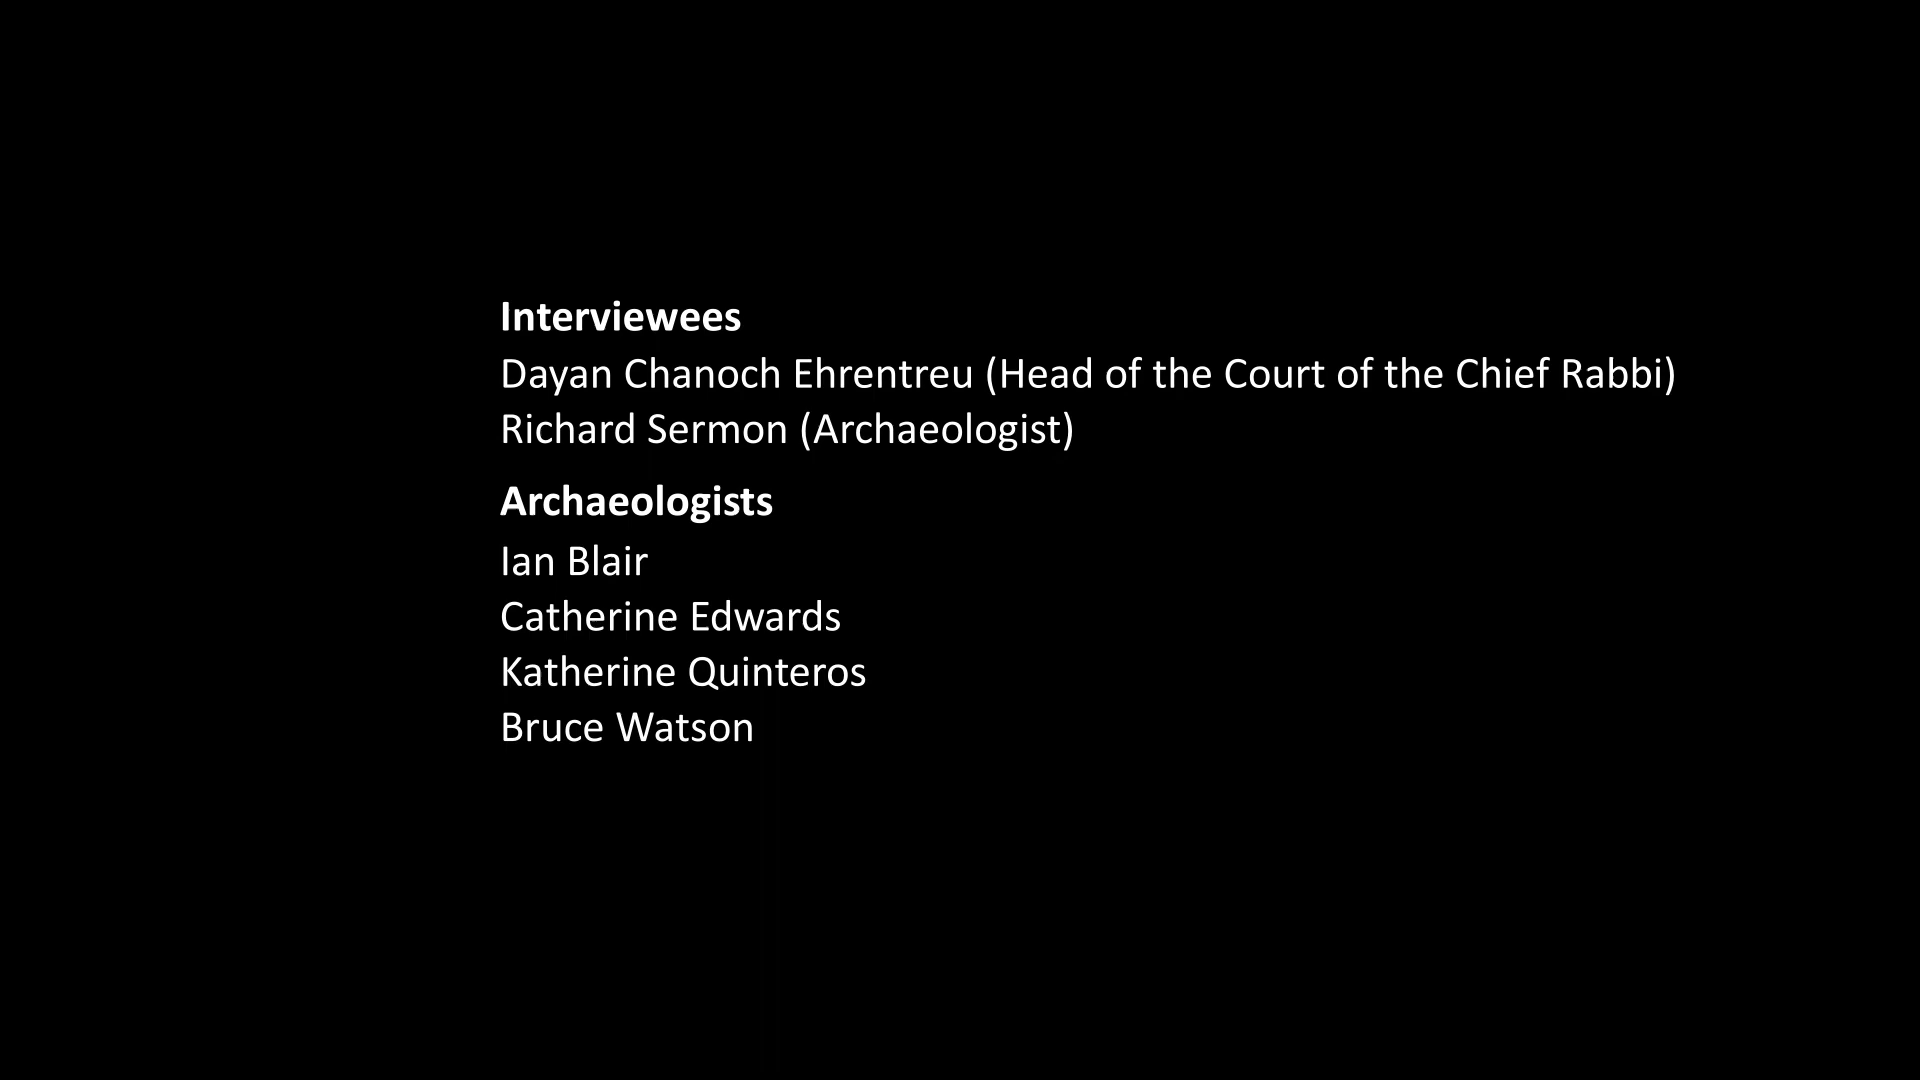 Interviewees
Dayan Chanoch Ehrentreu (Head of the Court of the Chief Rabbi)
Richard Sermon (Archaeologist)
Archaeologists
Ian Blair
Catherine Edwards
Katherine Quinteros
Bruce Watson